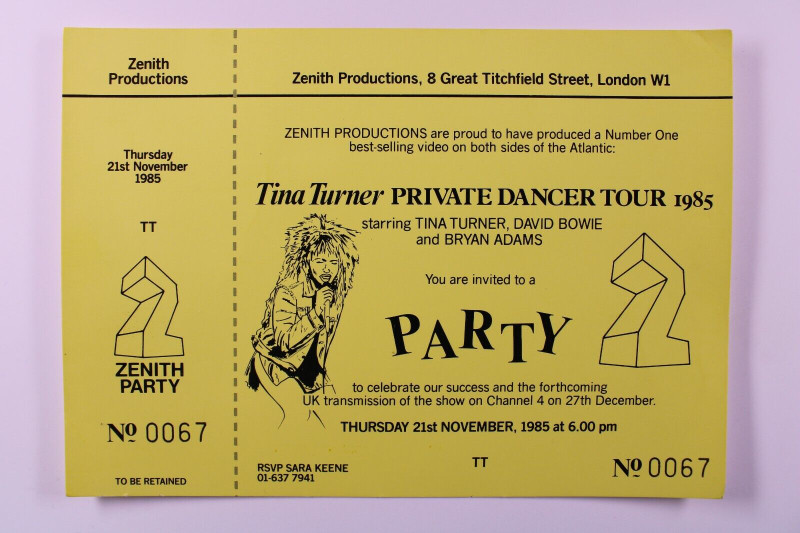 Zenith
Productions
Thursday
21st November
1985
TT
ZENITH
PARTY
No 0067
TO BE RETAINED
Zenith Productions, 8 Great Titchfield Street, London W1
ZENITH PRODUCTIONS are proud to have produced a Number One
best-selling video on both sides of the Atlantic:
Tina Turner PRIVATE DANCER TOUR 1985
starring TINA TURNER, DAVID BOWIE
and BRYAN ADAMS
You are invited to a
PARTY
to celebrate our success and the forthcoming
UK transmission of the show on Channel 4 on 27th December.
THURSDAY 21st NOVEMBER, 1985 at 6.00 pm
TT
RSVP SARA KEENE
01-637 7941
No 0067